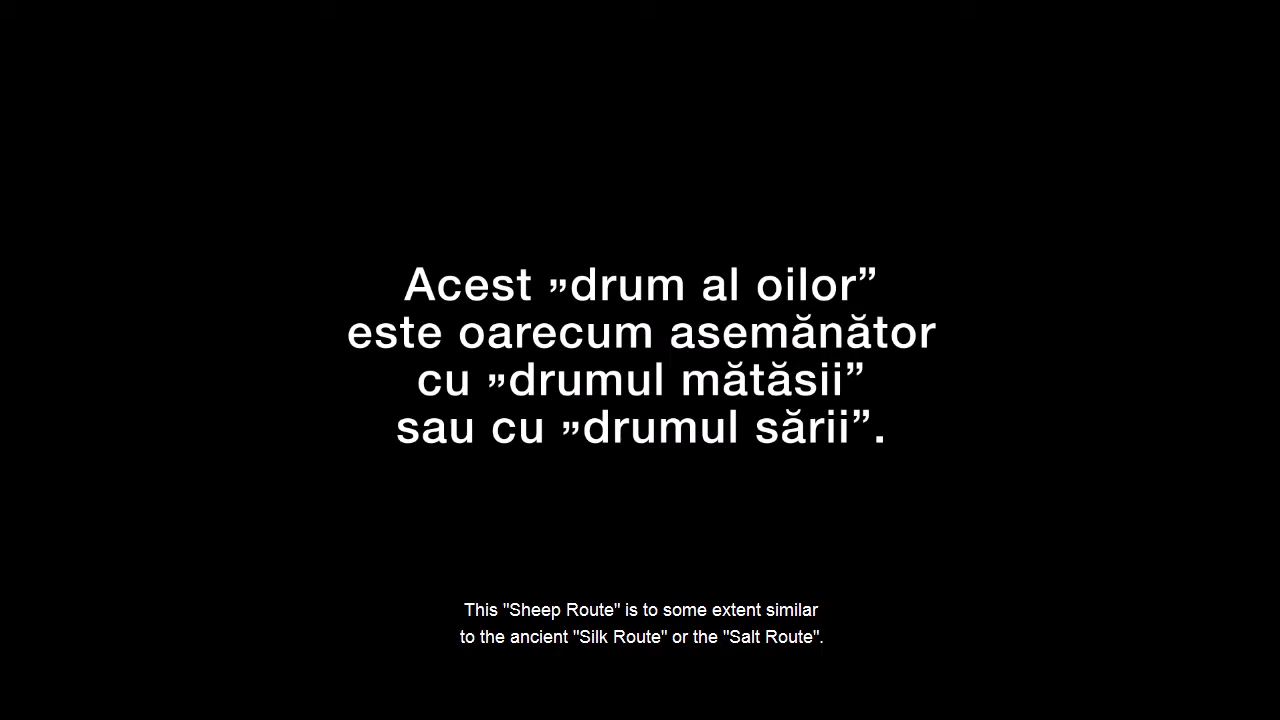 Acest „drum al oilor”
este oarecum asemănător
cu „drumul mătăsii”
sau cu „drumul sării”.
This "Sheep Route" is to some extent similar
to the ancient "Silk Route" or the "Salt Route".